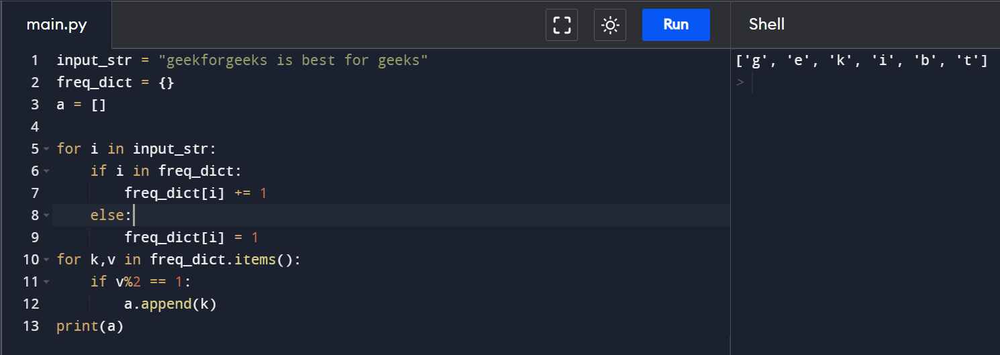 main.py Run Shell
1 input_str = "geekforgeeks is best for geeks"
2 freq_dict = {}
3 a = []
4
5 for i in input_str:
6     if i in freq_dict:
7         freq_dict[i] += 1
8     else:
9         freq_dict[i] = 1
10 for k,v in freq_dict.items():
11     if v%2 == 1:
12         a.append(k)
13 print(a)
['g', 'e', 'k', 'i', 'b', 't']
>